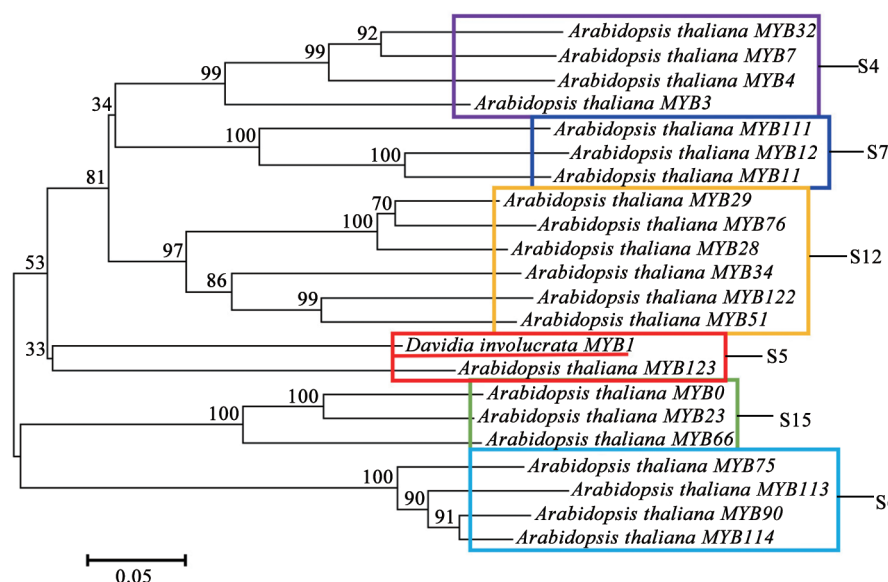 92
Arabidopsis thaliana MYB32
99
Arabidopsis thaliana MYB7
99
Arabidopsis thaliana MYB4
S4
Arabidopsis thaliana MYB3
34
Arabidopsis thaliana MYB111
100
Arabidopsis thaliana MYB12
S7
100
Arabidopsis thaliana MYB11
81
Arabidopsis thaliana MYB29
70
Arabidopsis thaliana MYB76
100
Arabidopsis thaliana MYB28
97
S12
Arabidopsis thaliana MYB34
86
Arabidopsis thaliana MYB122
99
Arabidopsis thaliana MYB51
53
Davidia involucrata MYB1
33
S5
Arabidopsis thaliana MYB123
Arabidopsis thaliana MYB0
100
Arabidopsis thaliana MYB23
100
S15
Arabidopsis thaliana MYB66
Arabidopsis thaliana MYB75
100
Arabidopsis thaliana MYB113
90
Arabidopsis thaliana MYB90
91
Arabidopsis thaliana MYB114
0.05